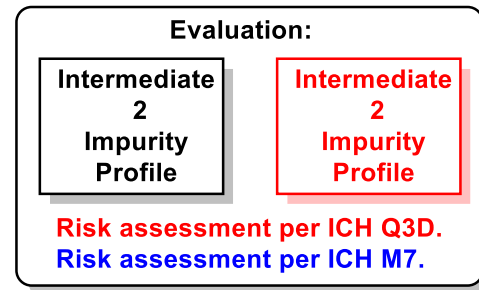 Evaluation:
Intermediate
2
Impurity
Profile
Intermediate
2
Impurity
Profile
Risk assessment per ICH Q3D.
Risk assessment per ICH M7.